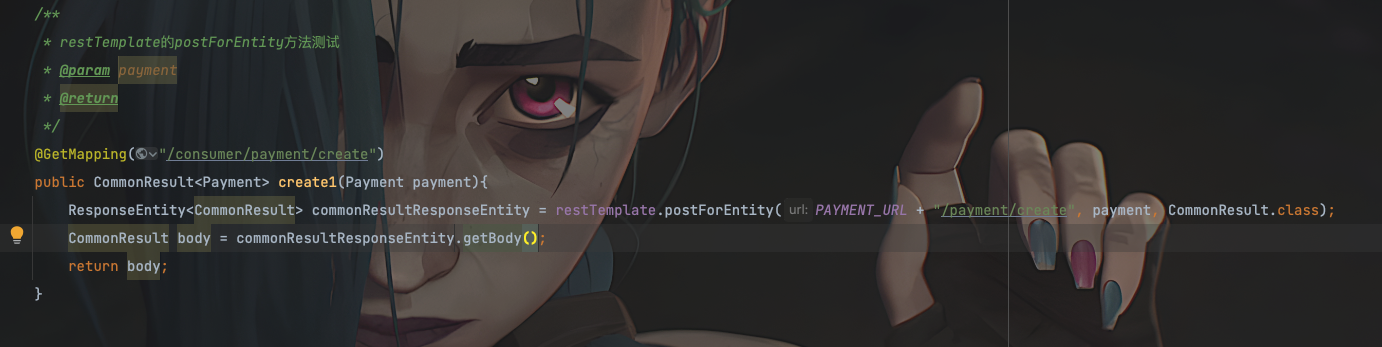 /**
* restTemplate的postForEntity方法测试
* @param payment
* @return
*/
@GetMapping("/consumer/payment/create")
public CommonResult<Payment> create1(Payment payment){
ResponseEntity<CommonResult> commonResultResponseEntity = restTemplate.postForEntity( url: PAYMENT_URL + "/payment/create", payment, CommonResult.class);
CommonResult body = commonResultResponseEntity.getBody();
return body;
}